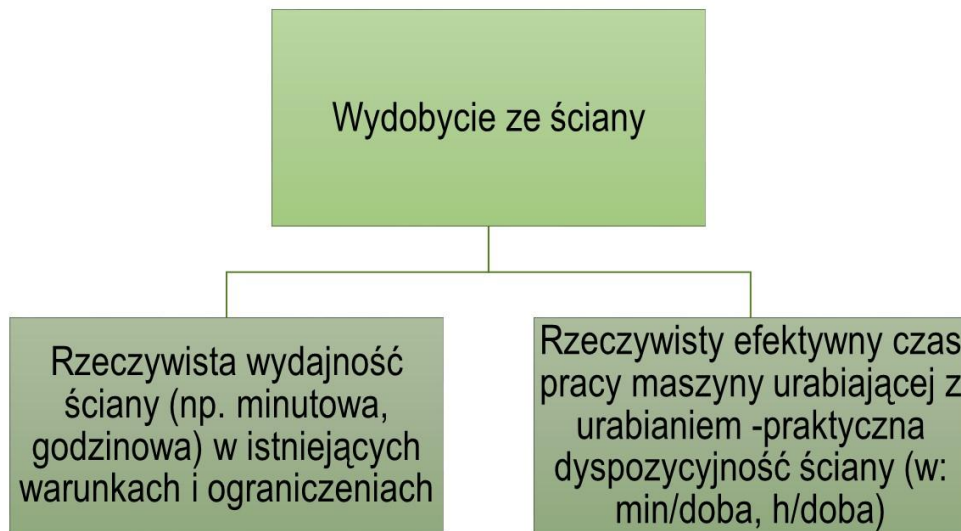 Wydobycie ze ściany
Rzeczywista wydajność
ściany (np. minutowa,
godzinowa) w istniejących
warunkach i ograniczeniach
Rzeczywisty efektywny czas
pracy maszyny urabiającej z
urabianiem -praktyczna
dyspozycyjność ściany (w:
min/doba, h/doba)